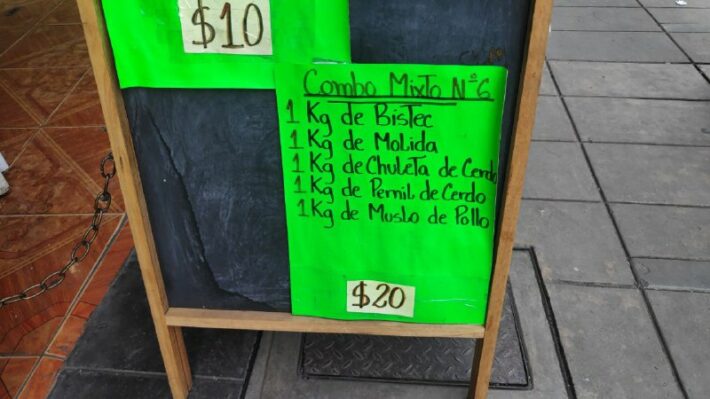 $10
Combo Mixto Nº6
1 Kg de Bistec
1 Kg de Molida
1 Kg de Chuleta de Cerdo
1 Kg de Pernil de Cerdo
1 Kg de Muslo de Pollo
$20